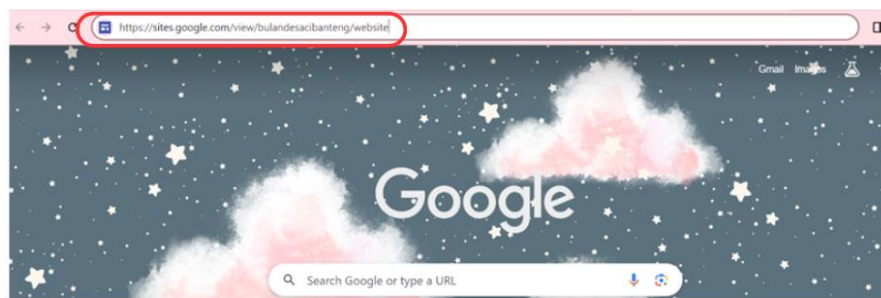 https://sites.google.com/view/bulandesacibanteng/website
Gmail Images
Google
Search Google or type a URL